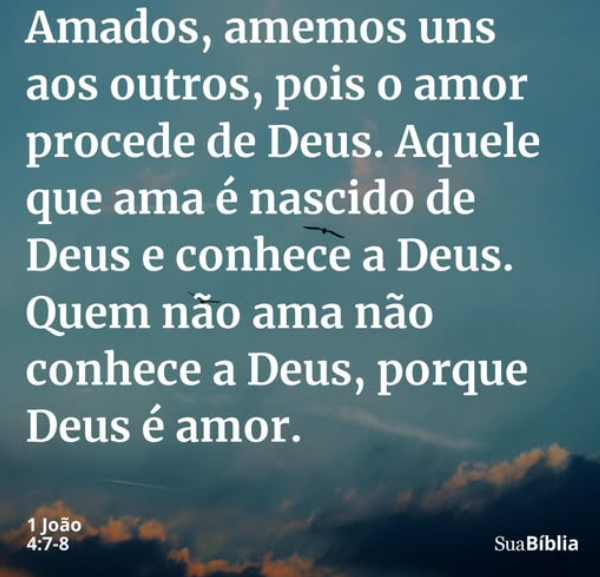 Amados, amemos uns
aos outros, pois o amor
procede de Deus. Aquele
que ama é nascido de
Deus e conhece a Deus.
Quem não ama não
conhece a Deus, porque
Deus é amor.
1 João
4:7-8
SuaBíblia